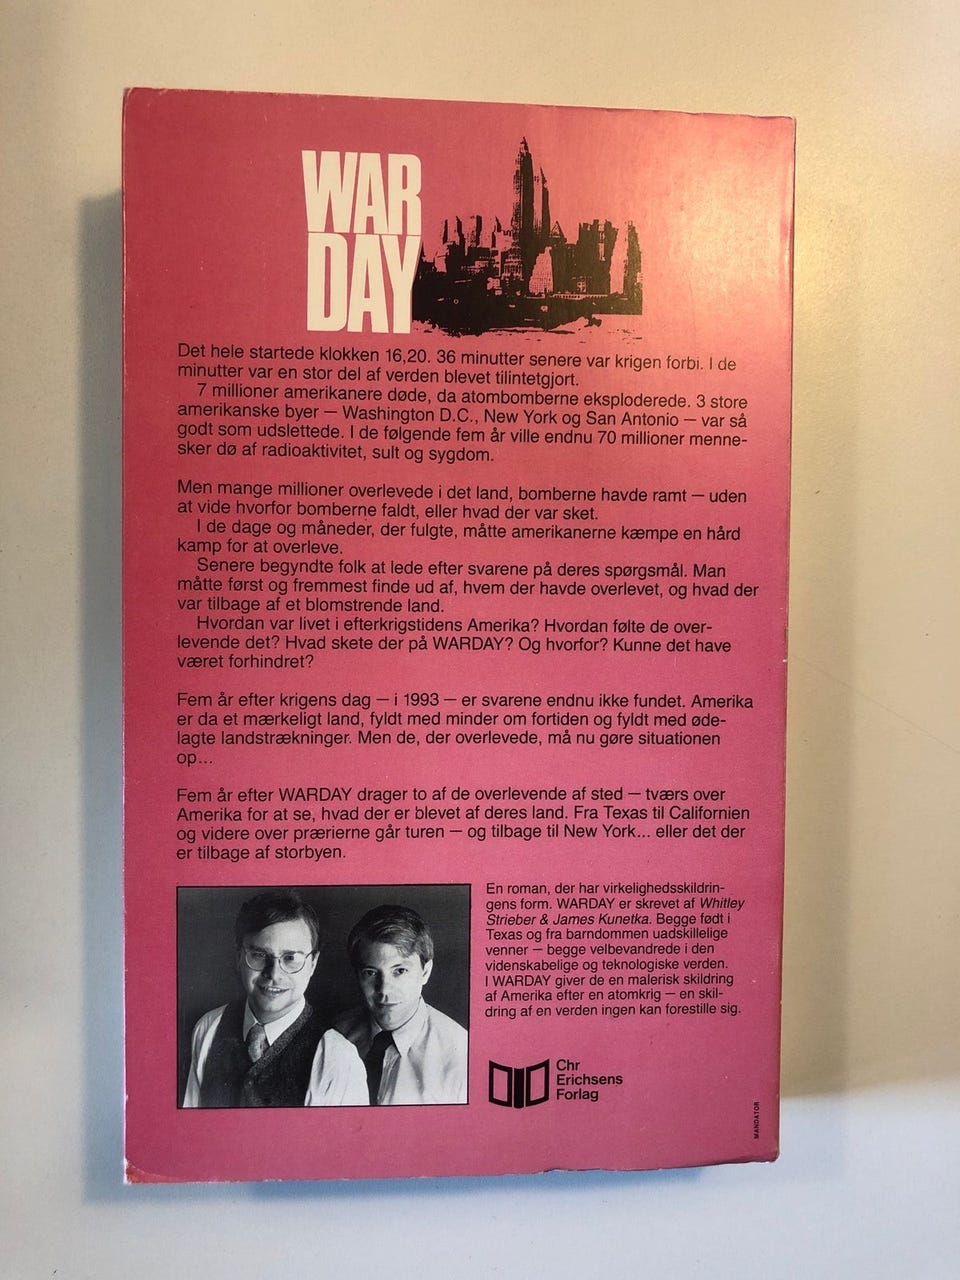 WAR
DAY
Det hele startede klokken 16,20. 36 minutter senere var krigen forbi. I de
minutter var en stor del af verden blevet tilintetgjort.
7 millioner amerikanere døde, da atombomberne eksploderede. 3 store
amerikanske byer — Washington D.C., New York og San Antonio — var så
godt som udslettede. I de følgende fem år ville endnu 70 millioner menne-
sker dø af radioaktivitet, sult og sygdom.
Men mange millioner overlevede i det land, bomberne havde ramt — uden
at vide hvorfor bomberne faldt, eller hvad der var sket.
I de dage og måneder, der fulgte, måtte amerikanerne kæmpe en hård
kamp for at overleve.
Senere begyndte folk at lede efter svarene på deres spørgsmål. Man
måtte først og fremmest finde ud af, hvem der havde overlevet, og hvad der
var tilbage af et blomstrende land.
Hvordan var livet i efterkrigstidens Amerika? Hvordan følte de over-
levende det? Hvad skete der på WARDAY? Og hvorfor? Kunne det have
været forhindret?
Fem år efter krigens dag — i 1993 — er svarene endnu ikke fundet. Amerika
er da et mærkeligt land, fyldt med minder om fortiden og fyldt med øde-
lagte landstrækninger. Men de, der overlevede, må nu gøre situationen
op...
Fem år efter WARDAY drager to af de overlevende af sted — tværs over
Amerika for at se, hvad der er blevet af deres land. Fra Texas til Californien
og videre over prærierne går turen — og tilbage til New York... eller det der
er tilbage af storbyen.
En roman, der har virkelighedsskildrin-
gens form. WARDAY er skrevet af Whitley
Strieber & James Kunetka. Begge født i
Texas og fra barndommen uadskillelige
venner — begge velbevandrede i den
videnskabelige og teknologiske verden.
I WARDAY giver de en malerisk skildring
af Amerika efter en atomkrig — en skil-
dring af en verden ingen kan forestille sig.
Chr
Erichsens
Forlag
MANDATOR